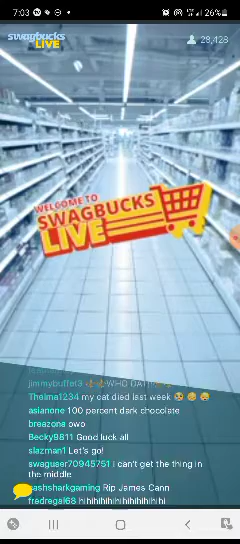 7:03
26%
swagbucks
LIVE
28,428
WELCOME TO
SWAGBUCKS
LIVE
jimmybuffet3 WHO DAT
Thelma1234 my cat died last week
asianone 100 percent dark chocolate
breazona owo
Becky9811 Good luck all
slazman1 Let's go!
swaguser70945751 i can't get the thing in
the middle
sashsharkgaming Rip James Cann
fredregal68 hihihihihihihihihihihi